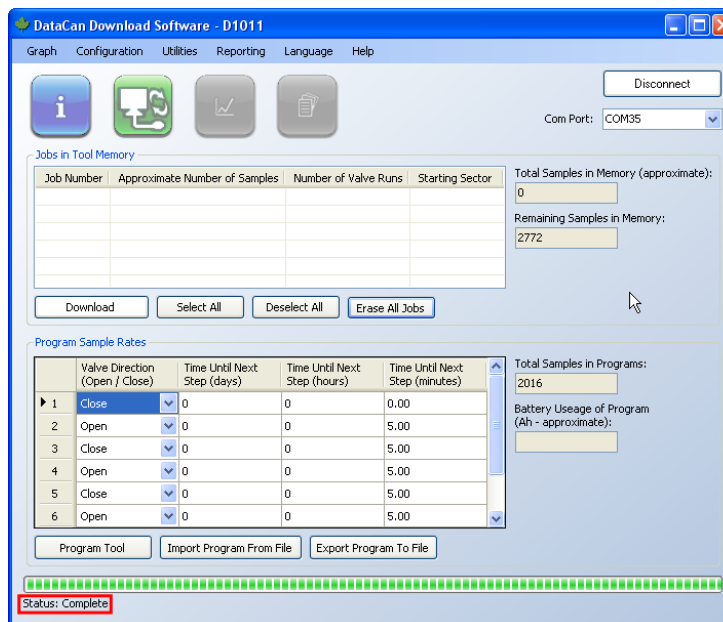 DataCan Download Software - D1011
Graph Configuration Utilities Reporting Language Help
i
Disconnect
Com Port: COM35
Jobs in Tool Memory
Job Number Approximate Number of Samples Number of Valve Runs Starting Sector
Total Samples in Memory (approximate):
0
Remaining Samples in Memory:
2772
Download Select All Deselect All Erase All Jobs
Program Sample Rates
Valve Direction
(Open / Close)
Time Until Next
Step (days)
Time Until Next
Step (hours)
Time Until Next
Step (minutes)
1 Close 0 0 0.00
2 Open 0 0 5.00
3 Close 0 0 5.00
4 Open 0 0 5.00
5 Close 0 0 5.00
6 Open 0 0 5.00
Total Samples in Programs:
2016
Battery Useage of Program
(Ah - approximate):
Program Tool Import Program From File Export Program To File
Status: Complete